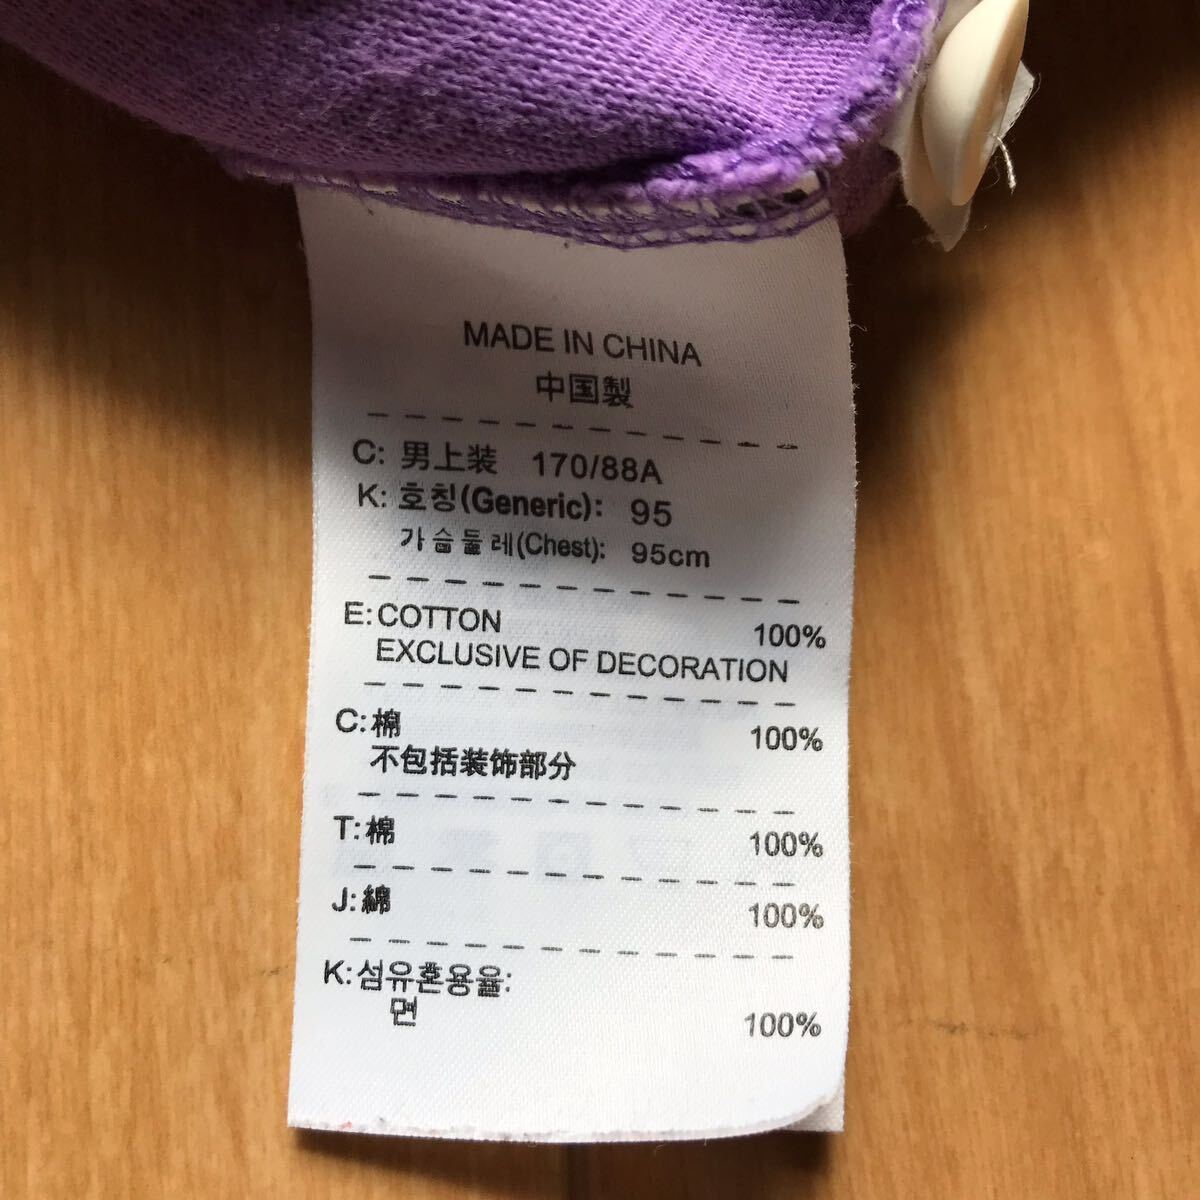 MADE IN CHINA
中国製
C: 男上装 170/88A
K: 호칭(Generic): 95
가슴둘레(Chest): 95cm
E:COTTON 100%
EXCLUSIVE OF DECORATION
C:棉 100%
不包括装饰部分
T:棉 100%
J:綿 100%
K:섬유혼용율:
면 100%